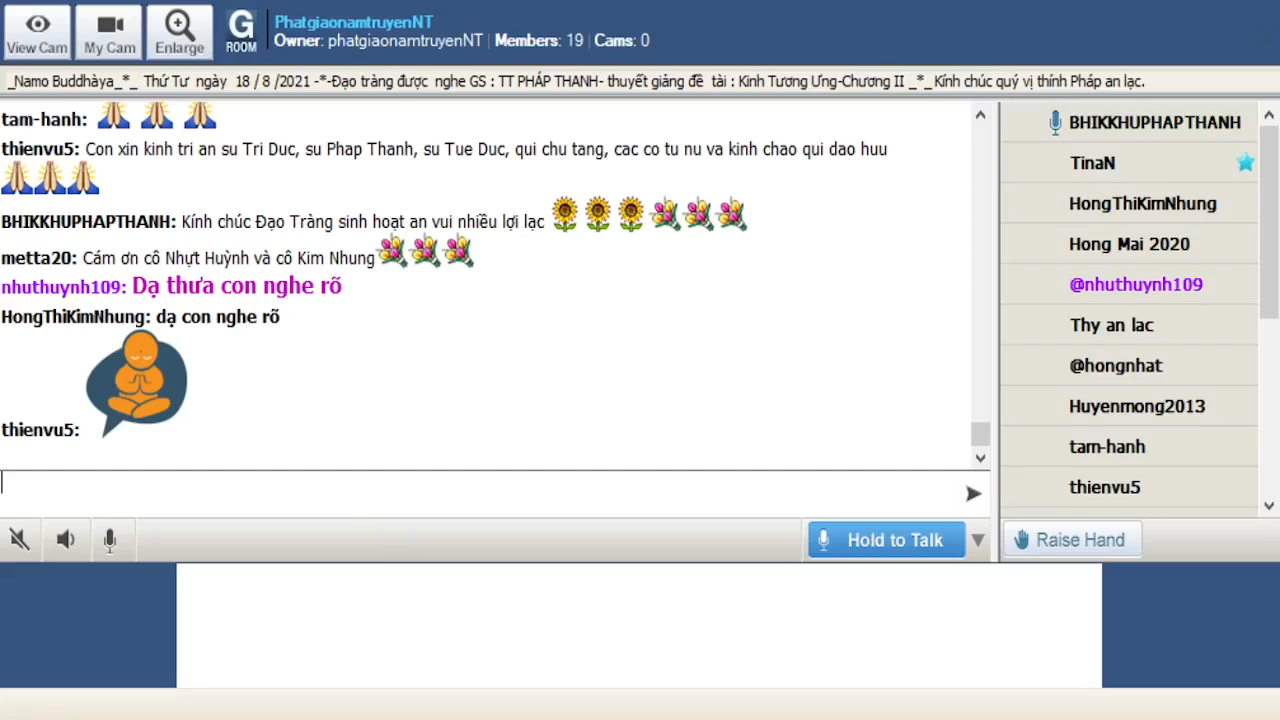 View Cam
My Cam
Enlarge
G
ROOM
PhatgiaonamtruyenNT
Owner: phatgiaonamtruyenNT | Members: 19 | Cams: 0
_Namo Buddhàya_*_ Thứ Tư ngày 18 / 8 /2021 -*-Đạo tràng được nghe GS : TT PHÁP THANH- thuyết giảng đề tài : Kinh Tương Ưng-Chương II _*_Kính chúc quý vị thính Pháp an lạc.
tam-hanh:
thienvu5: Con xin kinh tri an su Tri Duc, su Phap Thanh, su Tue Duc, qui chu tang, cac co tu nu va kinh chao qui dao huu
BHIKKHUPHAPTHANH: Kính chúc Đạo Tràng sinh hoạt an vui nhiều lợi lạc
metta20: Cám ơn cô Nhựt Huỳnh và cô Kim Nhung
nhuthuynh109: Dạ thưa con nghe rõ
HongThiKimNhung: dạ con nghe rõ
thienvu5:
Hold to Talk
BHIKKHUPHAPTHANH
TinaN
HongThiKimNhung
Hong Mai 2020
@nhuthuynh109
Thy an lac
@hongnhat
Huyenmong2013
tam-hanh
thienvu5
Raise Hand